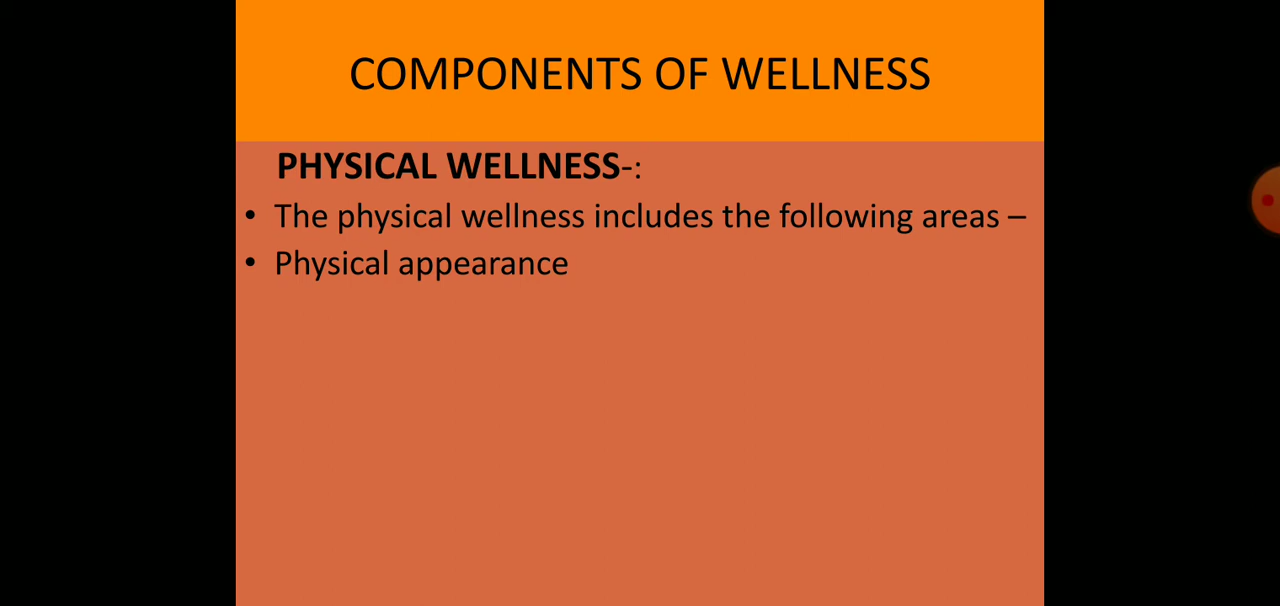 COMPONENTS OF WELLNESS
PHYSICAL WELLNESS-:
• The physical wellness includes the following areas –
• Physical appearance